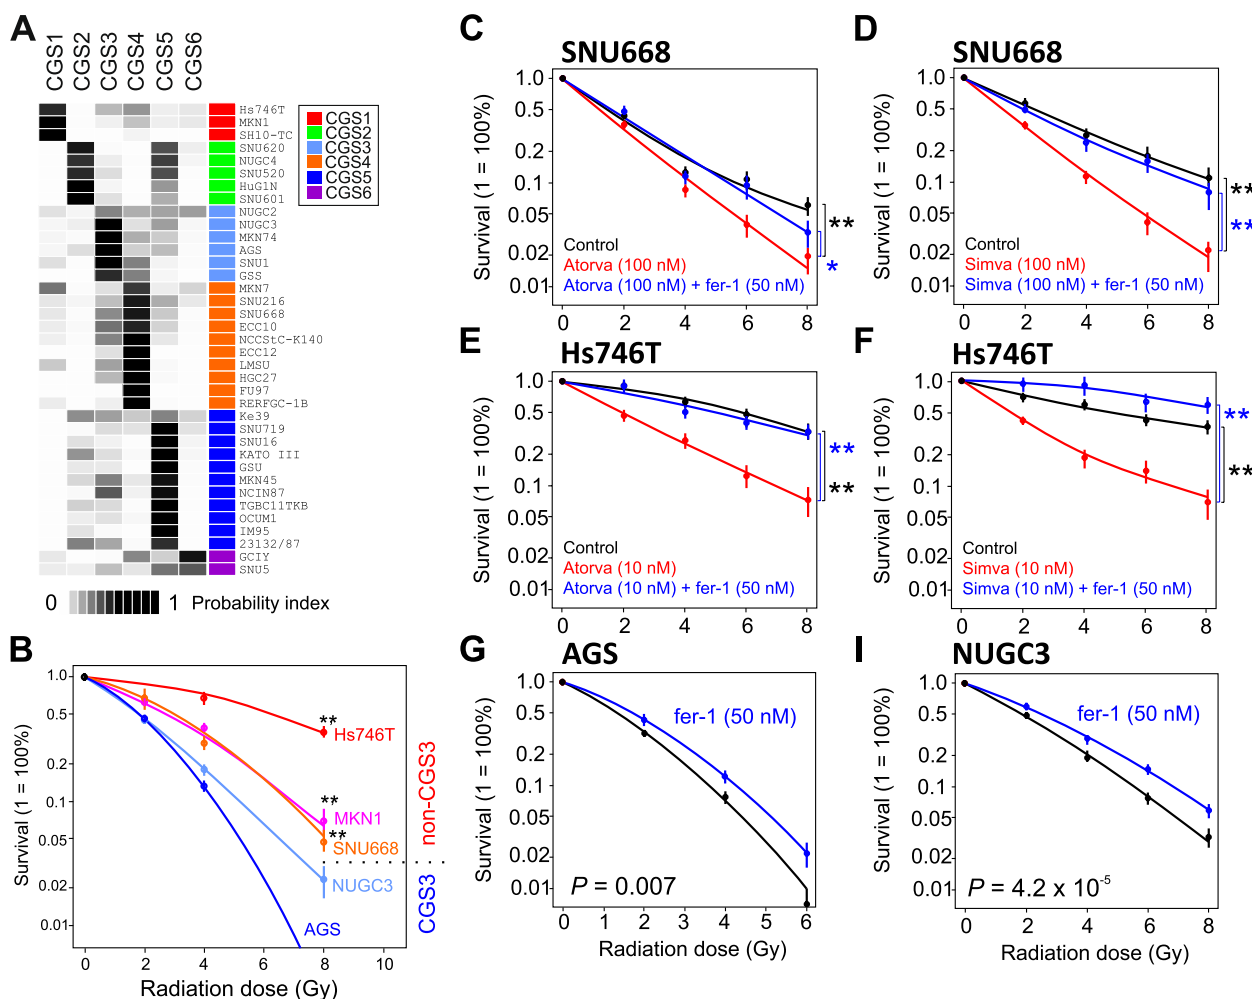 A
CGS1
CGS2
CGS3
CGS4
CGS5
CGS6
Hs746T
MKN1
SH10-TC
SNU620
NUGC4
SNU520
HuG1N
SNU601
NUGC2
NUGC3
MKN74
AGS
SNU1
GSS
MKN7
SNU216
SNU668
ECC10
NCCStC-K140
ECC12
LMSU
HGC27
FU97
RERFGC-1B
Ke39
SNU719
SNU16
KATO III
GSU
MKN45
NCIN87
TGBC11TKB
OCUM1
IM95
23132/87
GCIY
SNU5
CGS1
CGS2
CGS3
CGS4
CGS5
CGS6
0 1 Probability index
B
Survival (1 = 100%)
1.0
0.5
0.2
0.1
0.05
0.02
0.01
0 2 4 6 8 10
Radiation dose (Gy)
**
Hs746T
**
MKN1
**
SNU668
NUGC3
AGS
non-CGS3
CGS3
C
SNU668
Survival (1 = 100%)
1.0
0.5
0.2
0.1
0.05
0.02
0.01
Control
Atorva (100 nM)
Atorva (100 nM) + fer-1 (50 nM)
**
*
0 2 4 6 8
D
SNU668
Survival (1 = 100%)
1.0
0.5
0.2
0.1
0.05
0.02
0.01
Control
Simva (100 nM)
Simva (100 nM) + fer-1 (50 nM)
**
**
0 2 4 6 8
E
Hs746T
Survival (1 = 100%)
1.0
0.5
0.2
0.1
0.05
0.02
0.01
Control
Atorva (10 nM)
Atorva (10 nM) + fer-1 (50 nM)
**
**
0 2 4 6 8
F
Hs746T
Survival (1 = 100%)
1.0
0.5
0.2
0.1
0.05
0.02
0.01
Control
Simva (10 nM)
Simva (10 nM) + fer-1 (50 nM)
**
**
0 2 4 6 8
G
AGS
Survival (1 = 100%)
1.0
0.5
0.2
0.1
0.05
0.02
0.01
fer-1 (50 nM)
P = 0.007
0 1 2 3 4 5 6
Radiation dose (Gy)
I
NUGC3
Survival (1 = 100%)
1.0
0.5
0.2
0.1
0.05
0.02
0.01
fer-1 (50 nM)
P = 4.2 x 10-5
0 2 4 6 8
Radiation dose (Gy)